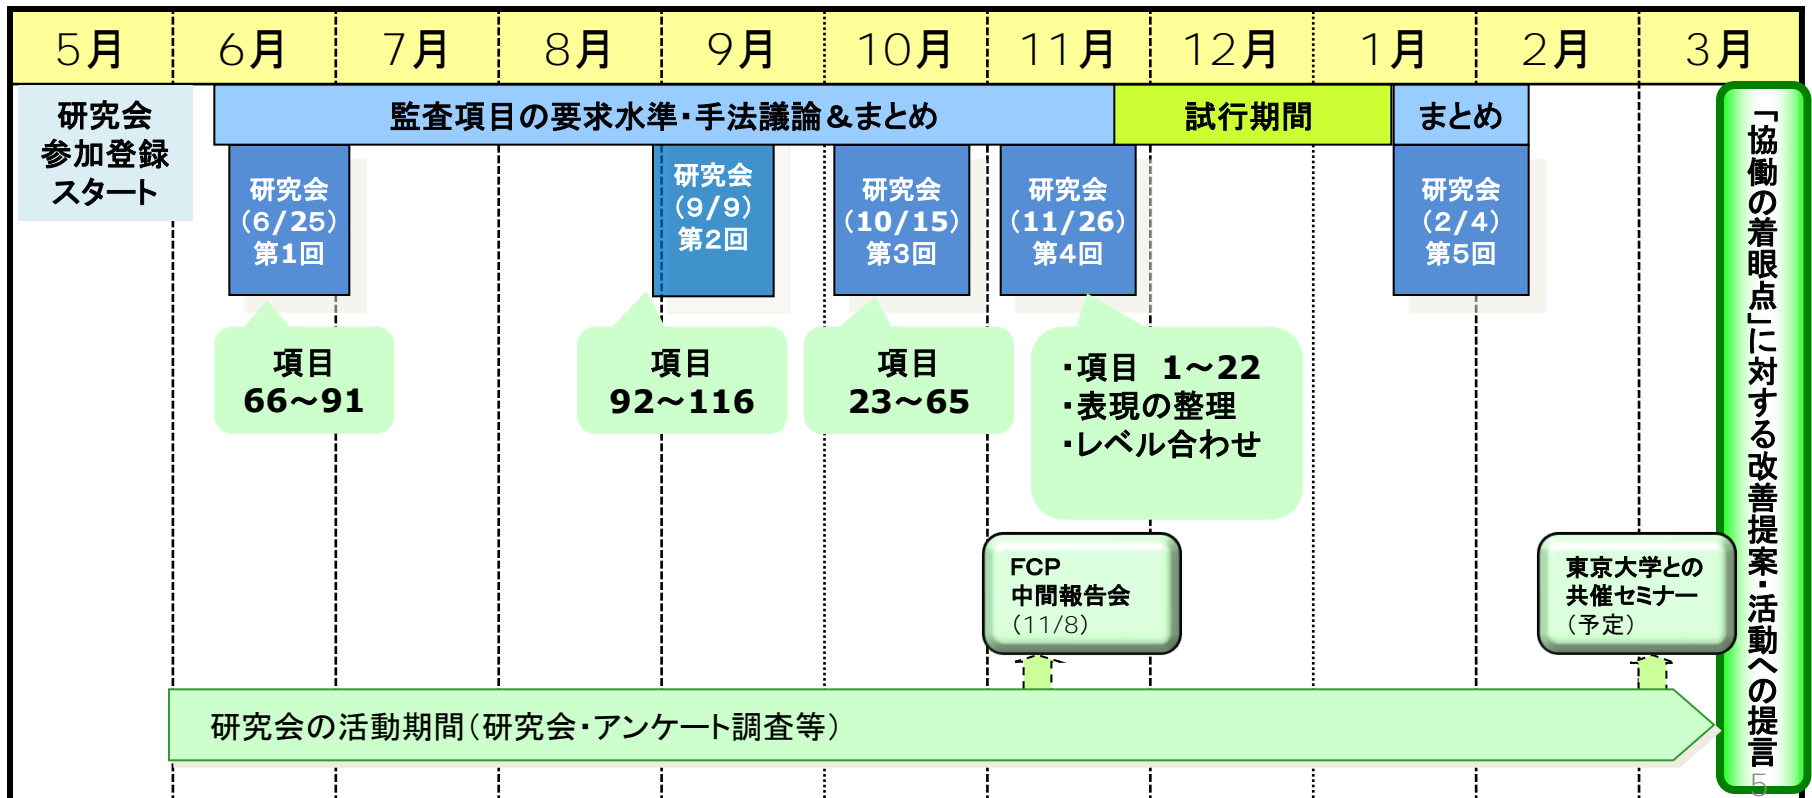 5月 6月 7月 8月 9月 10月 11月 12月 1月 2月 3月
研究会
参加登録
スタート
監査項目の要求水準・手法議論＆まとめ
試行期間
まとめ
研究会
（6/25）
第1回
研究会
（9/9）
第2回
研究会
（10/15）
第3回
研究会
（11/26）
第4回
研究会
（2/4）
第5回
項目
66～91
項目
92～116
項目
23～65
・項目　1～22
・表現の整理
・レベル合わせ
FCP
中間報告会
（11/8）
東京大学との
共催セミナー
（予定）
研究会の活動期間（研究会・アンケート調査等）
「協働の着眼点」に対する改善提案・活動への提言
5